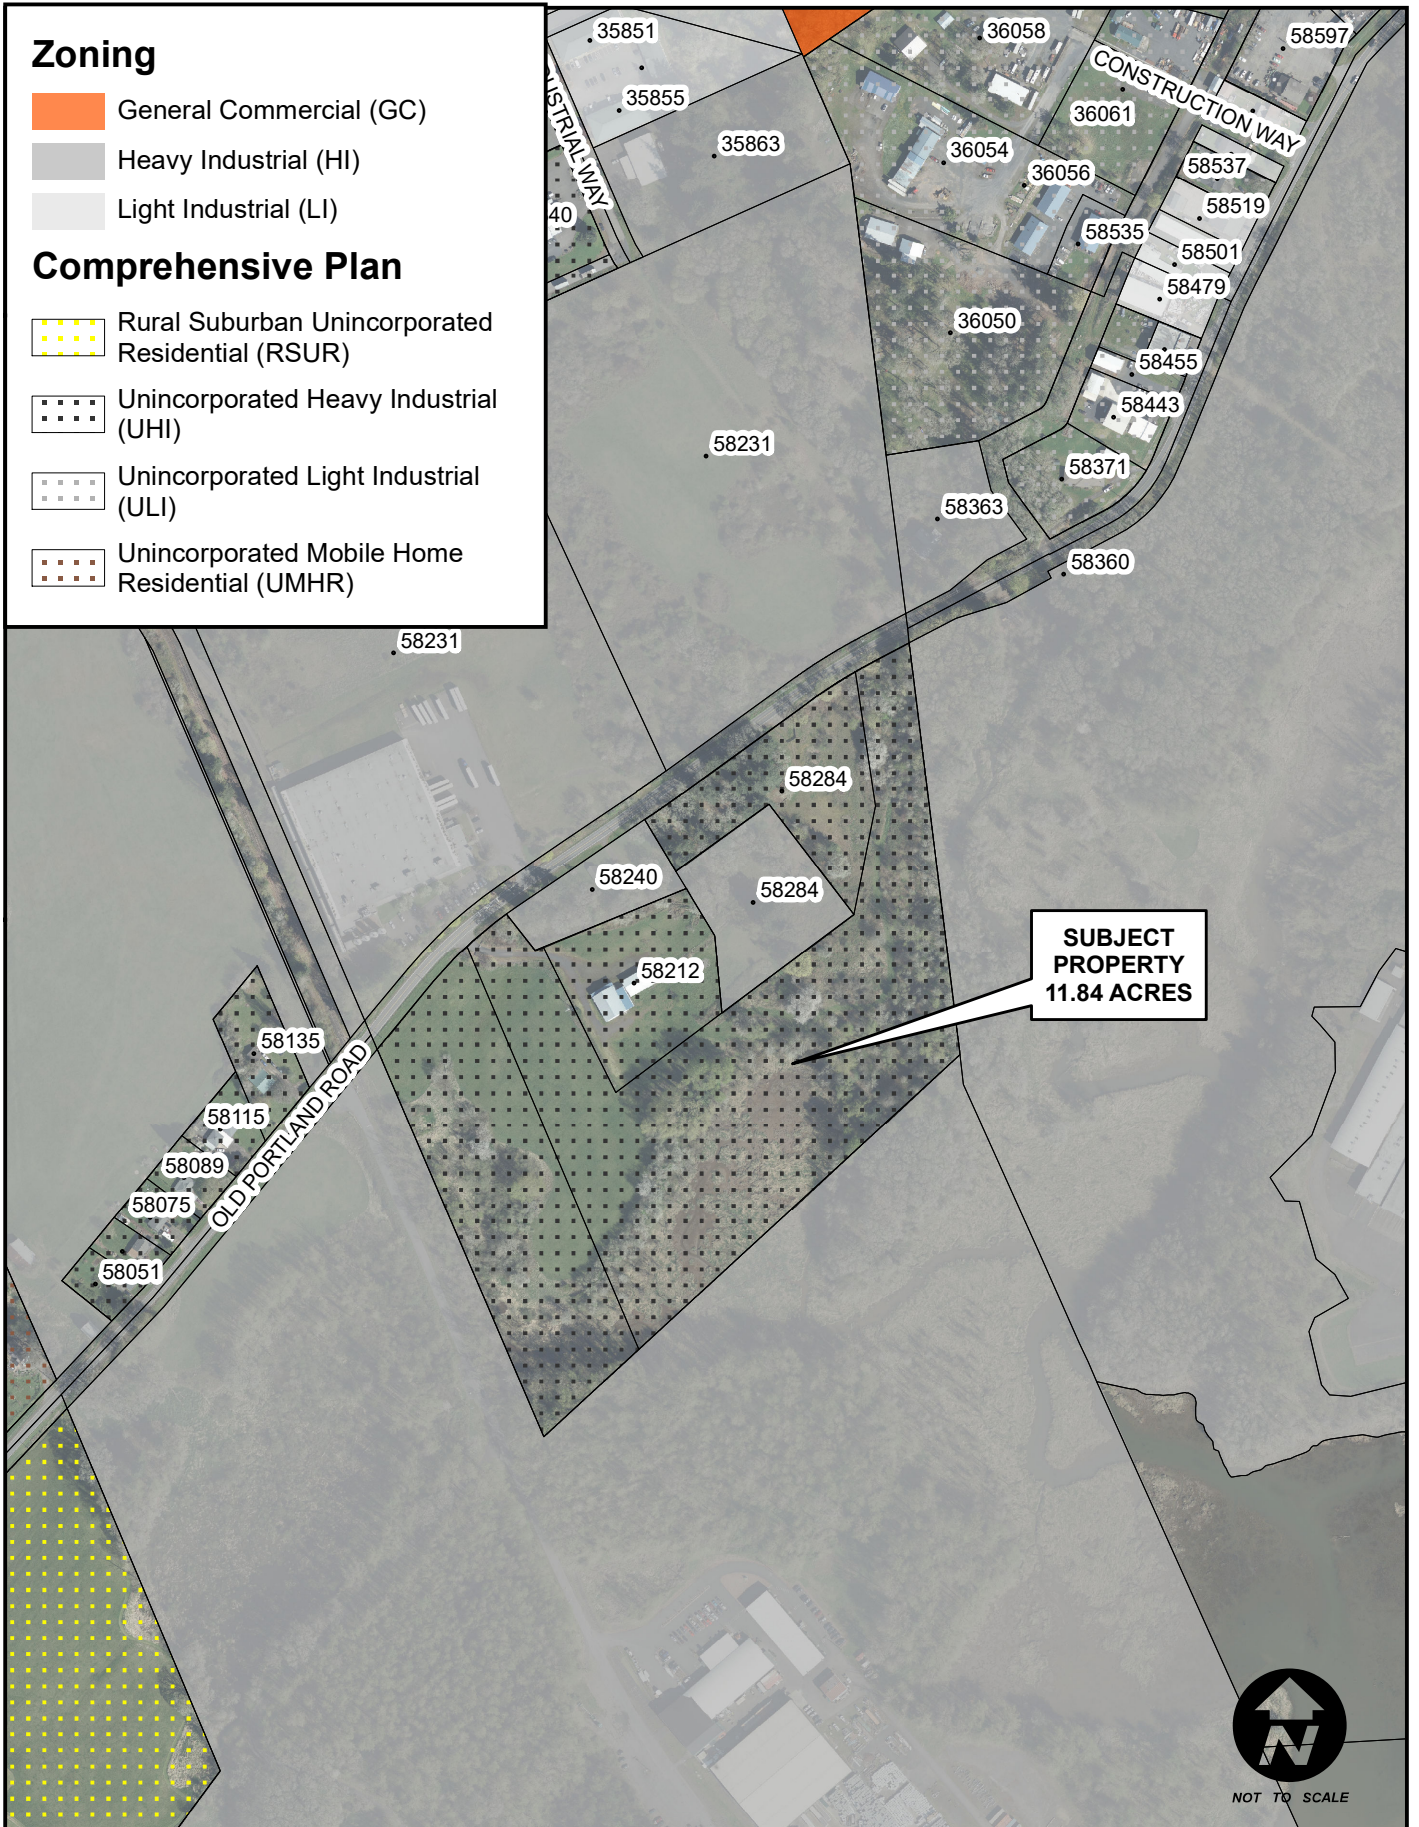 Zoning
General Commercial (GC)
Heavy Industrial (HI)
Light Industrial (LI)
Comprehensive Plan
Rural Suburban Unincorporated
Residential (RSUR)
Unincorporated Heavy Industrial
(UHI)
Unincorporated Light Industrial
(ULI)
Unincorporated Mobile Home
Residential (UMHR)
35851
35855
35863
USTRIAL WAY
40
36058
58597
CONSTRUCTION WAY
36061
36054
36056
58537
58519
58535
58501
58479
36050
58455
58443
58231
58371
58363
58360
58231
58284
58240
58284
58212
SUBJECT
PROPERTY
11.84 ACRES
58135
OLD PORTLAND ROAD
58115
58089
58075
58051
N
NOT TO SCALE